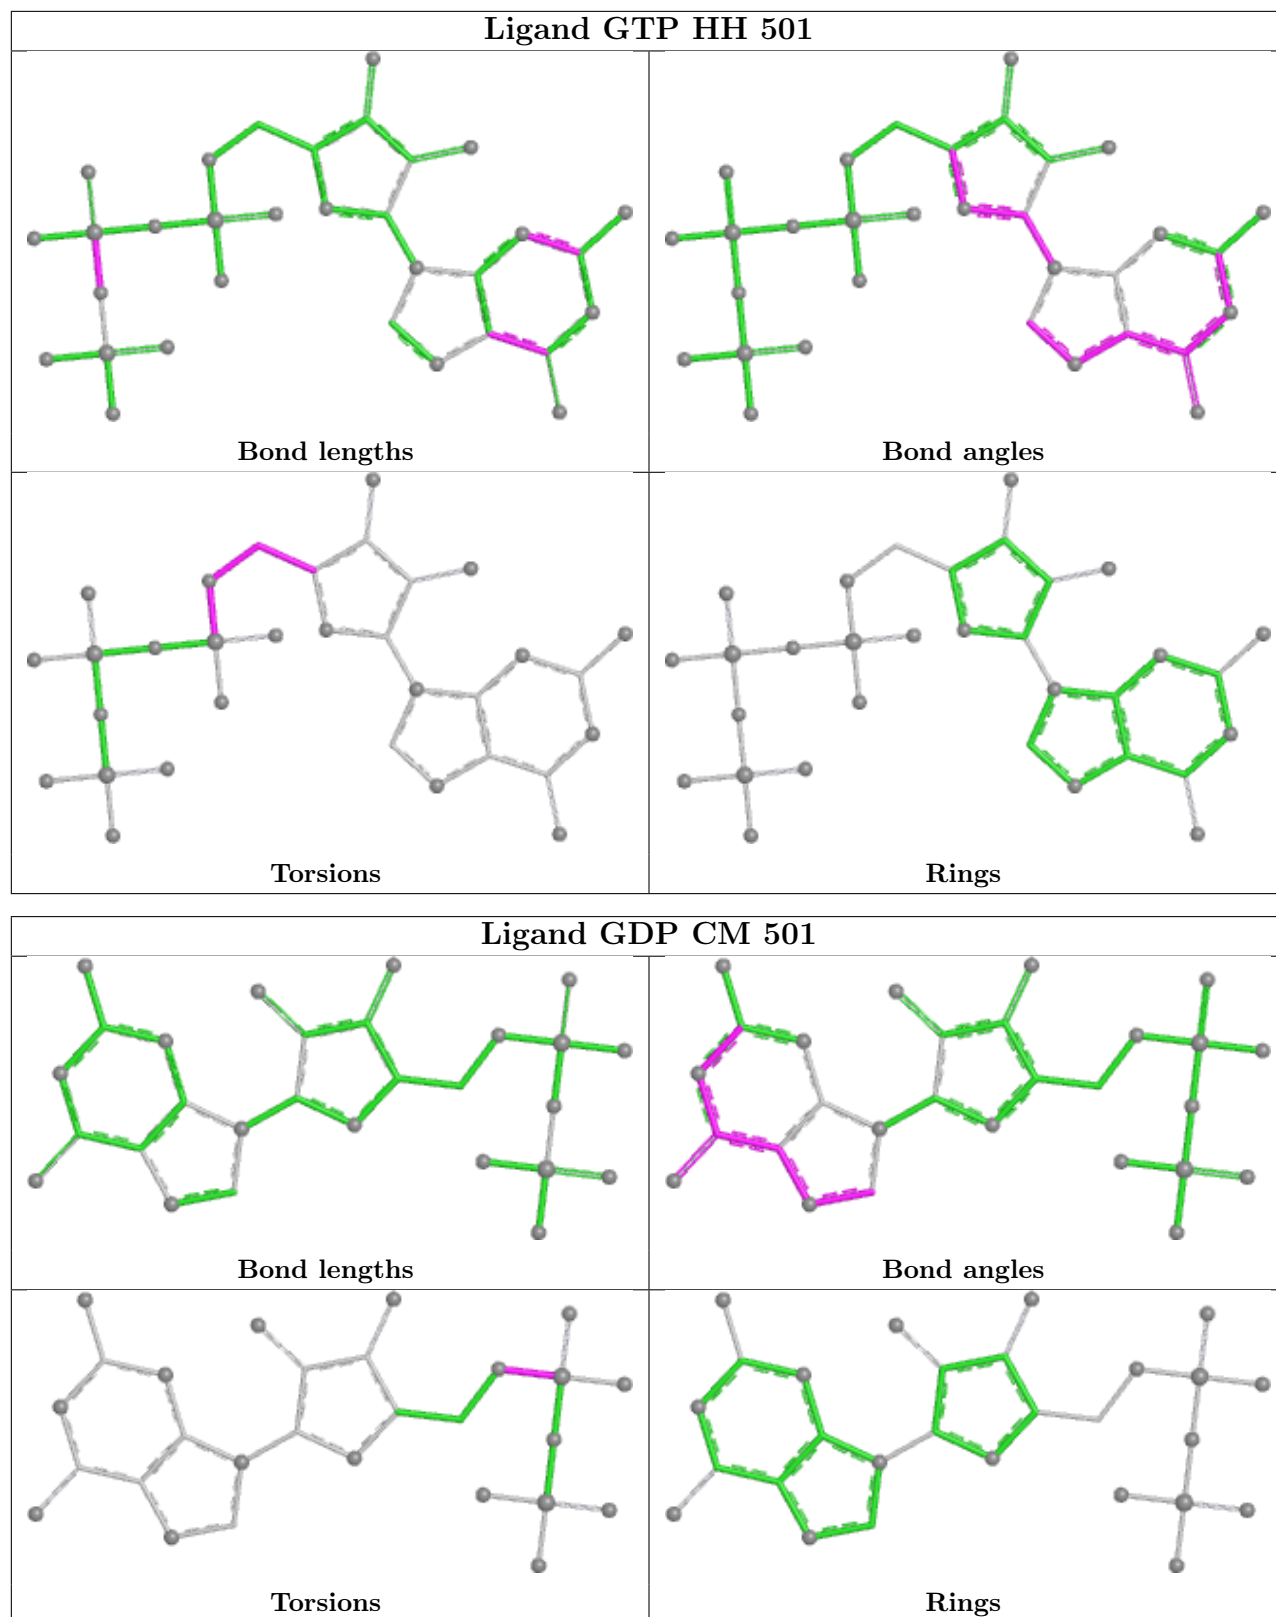 Ligand GTP HH 501
Bond lengths
Bond angles
Torsions
Rings
Ligand GDP CM 501
Bond lengths
Bond angles
Torsions
Rings